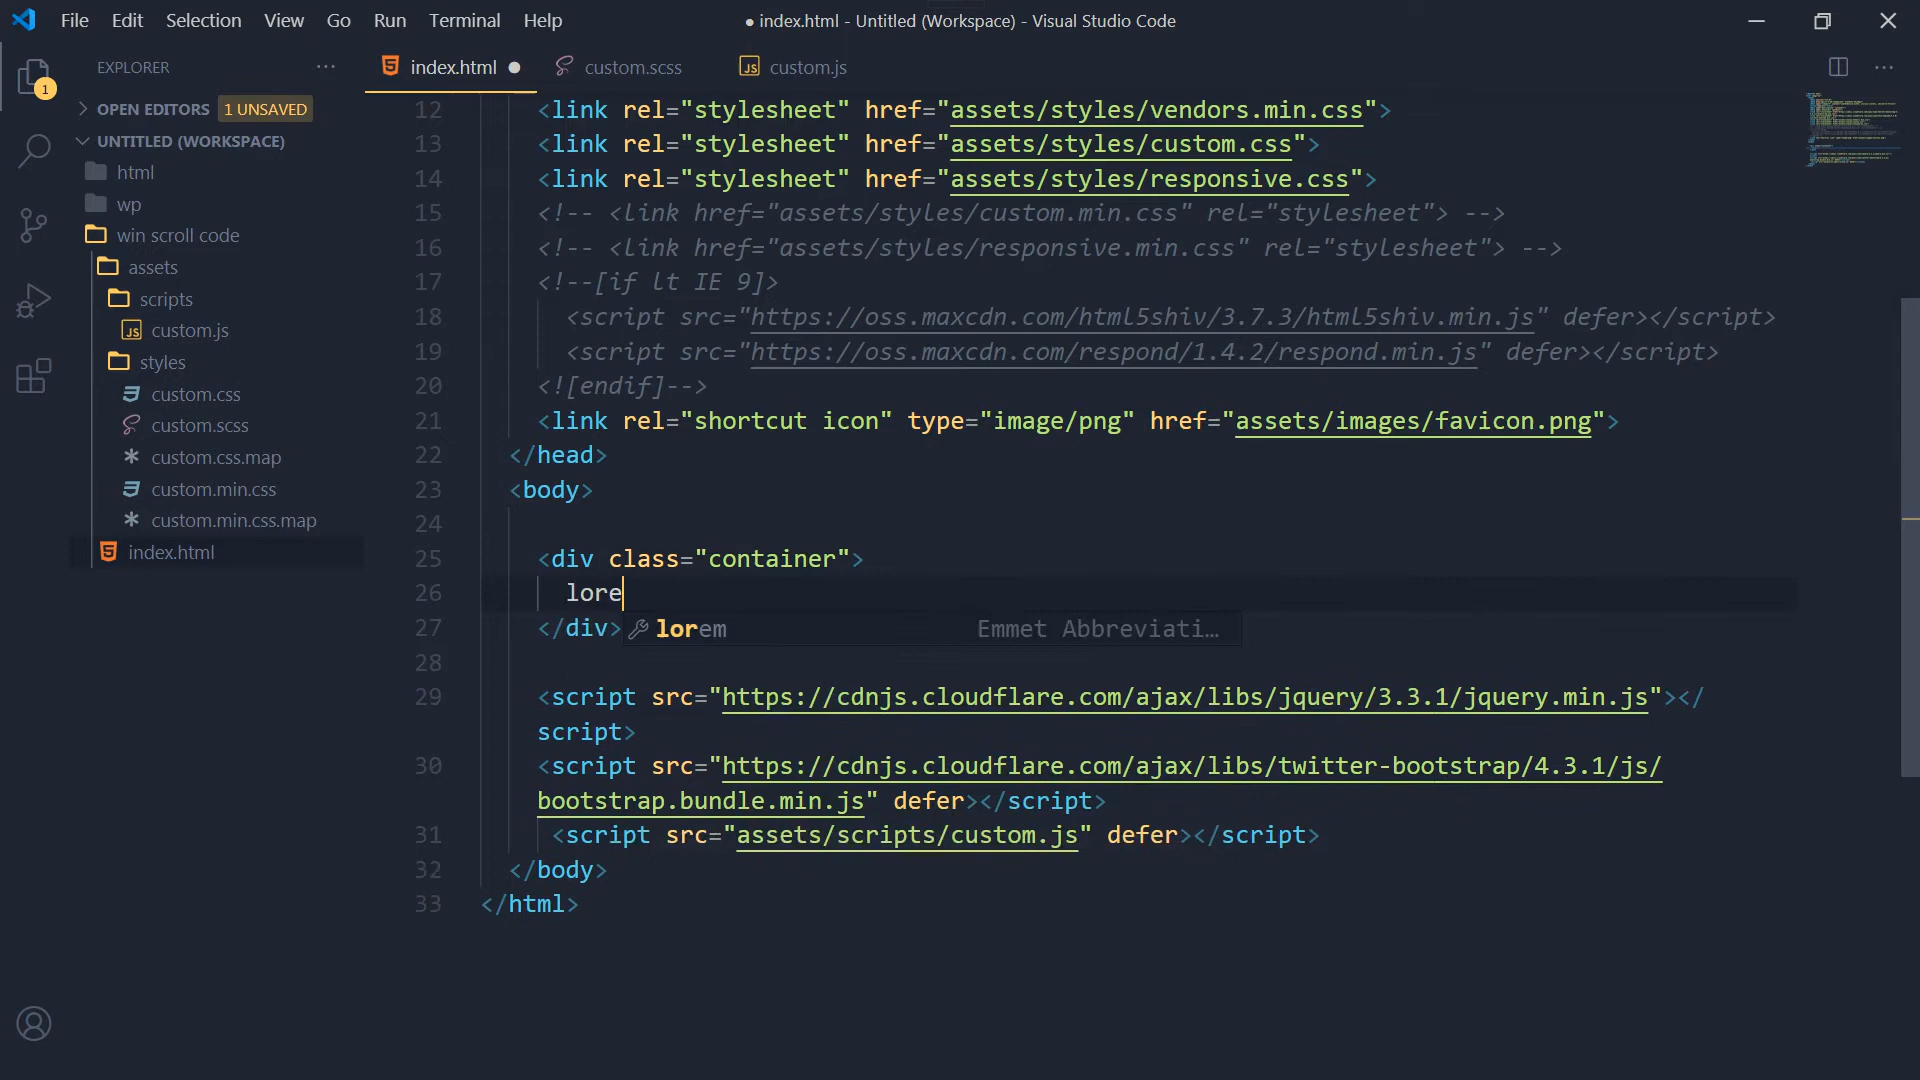 File Edit Selection View Go Run Terminal Help
● index.html - Untitled (Workspace) - Visual Studio Code
EXPLORER ···
index.html ●
custom.scss
JS custom.js
···
1
OPEN EDITORS 1 UNSAVED
UNTITLED (WORKSPACE)
html
wp
win scroll code
assets
scripts
JS custom.js
styles
custom.css
custom.scss
custom.css.map
custom.min.css
custom.min.css.map
index.html
12 <link rel="stylesheet" href="assets/styles/vendors.min.css">
13 <link rel="stylesheet" href="assets/styles/custom.css">
14 <link rel="stylesheet" href="assets/styles/responsive.css">
15 <!-- <link href="assets/styles/custom.min.css" rel="stylesheet"> -->
16 <!-- <link href="assets/styles/responsive.min.css" rel="stylesheet"> -->
17 <!--[if lt IE 9]>
18 <script src="https://oss.maxcdn.com/html5shiv/3.7.3/html5shiv.min.js" defer></script>
19 <script src="https://oss.maxcdn.com/respond/1.4.2/respond.min.js" defer></script>
20 <![endif]-->
21 <link rel="shortcut icon" type="image/png" href="assets/images/favicon.png">
22 </head>
23 <body>
24
25 <div class="container">
26 lore
27 </div>
lorem Emmet Abbreviati…
28
29 <script src="https://cdnjs.cloudflare.com/ajax/libs/jquery/3.3.1/jquery.min.js"></
script>
30 <script src="https://cdnjs.cloudflare.com/ajax/libs/twitter-bootstrap/4.3.1/js/
bootstrap.bundle.min.js" defer></script>
31 <script src="assets/scripts/custom.js" defer></script>
32 </body>
33 </html>